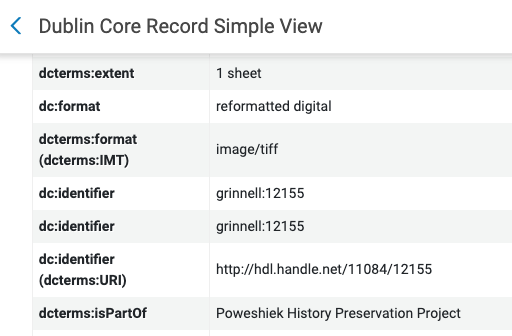 Dublin Core Record Simple View
dcterms:extent 1 sheet
dc:format reformatted digital
dcterms:format
(dcterms:IMT) image/tiff
dc:identifier grinnell:12155
dc:identifier grinnell:12155
dc:identifier
(dcterms:URI) http://hdl.handle.net/11084/12155
dcterms:isPartOf Poweshiek History Preservation Project